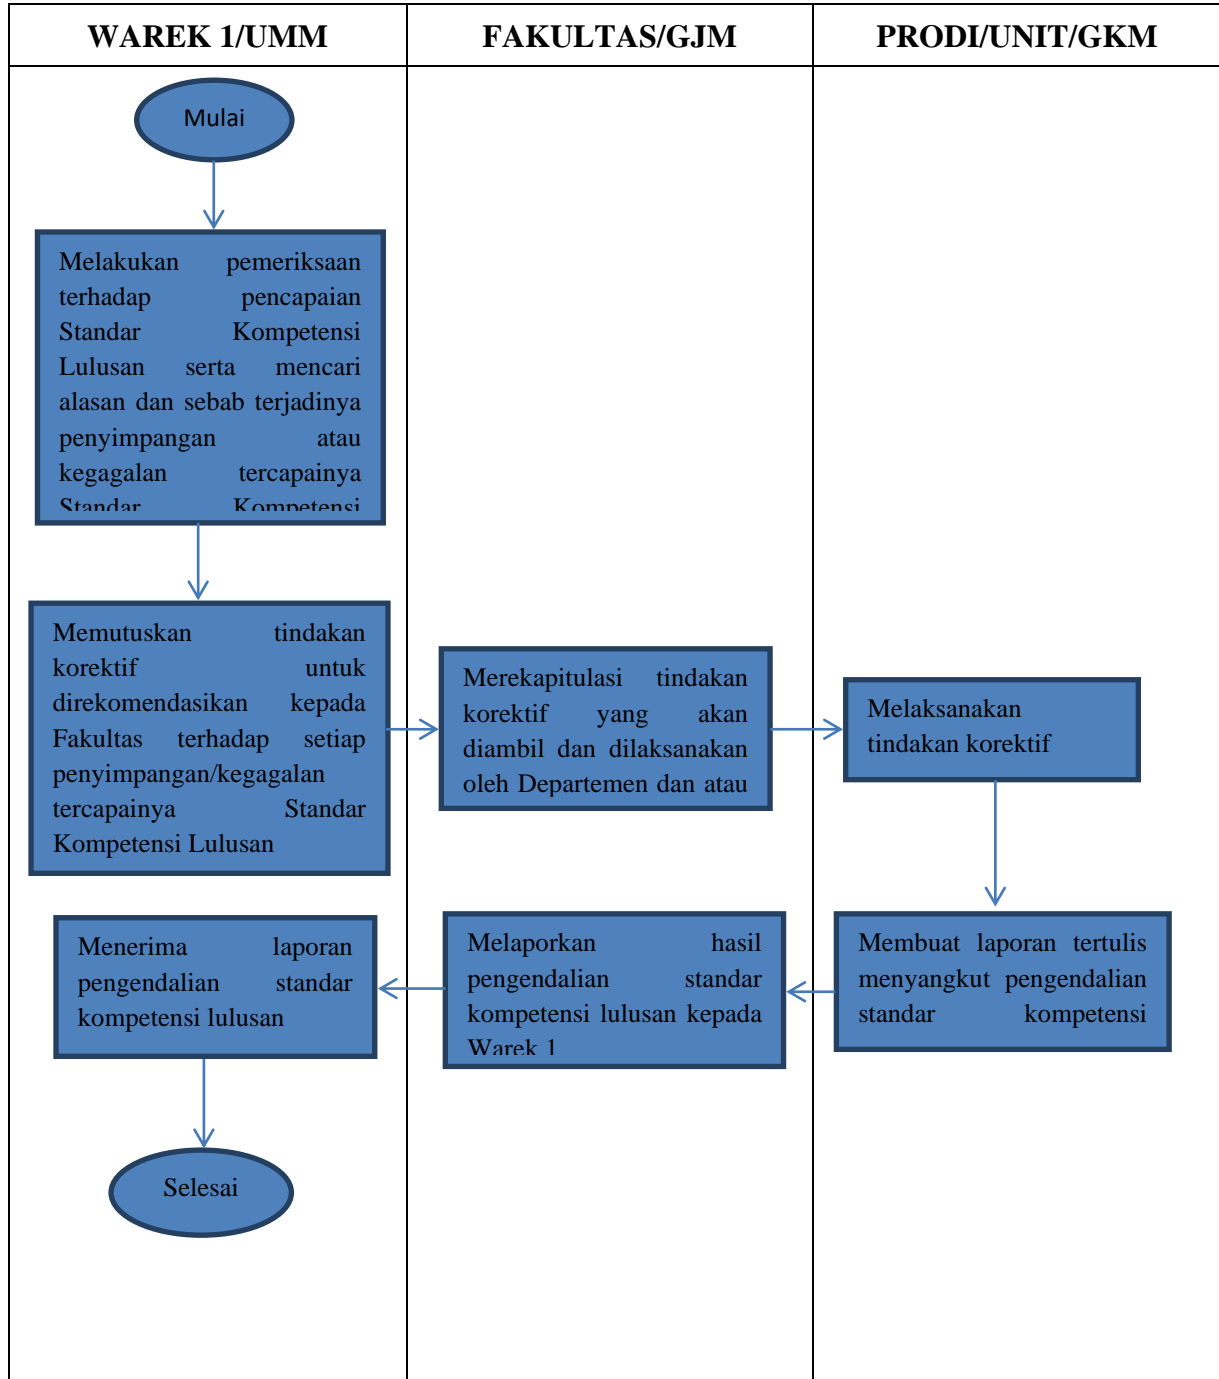 WAREK 1/UMM
FAKULTAS/GJM
PRODI/UNIT/GKM
Mulai
Melakukan pemeriksaan
terhadap pencapaian
Standar Kompetensi
Lulusan serta mencari
alasan dan sebab terjadinya
penyimpangan atau
kegagalan tercapainya
Standar Kompetensi
Memutuskan tindakan
korektif untuk
direkomendasikan kepada
Fakultas terhadap setiap
penyimpangan/kegagalan
tercapainya Standar
Kompetensi Lulusan
Merekapitulasi tindakan
korektif yang akan
diambil dan dilaksanakan
oleh Departemen dan atau
Melaksanakan
tindakan korektif
Membuat laporan tertulis
menyangkut pengendalian
standar kompetensi
Melaporkan hasil
pengendalian standar
kompetensi lulusan kepada
Warek 1
Menerima laporan
pengendalian standar
kompetensi lulusan
Selesai